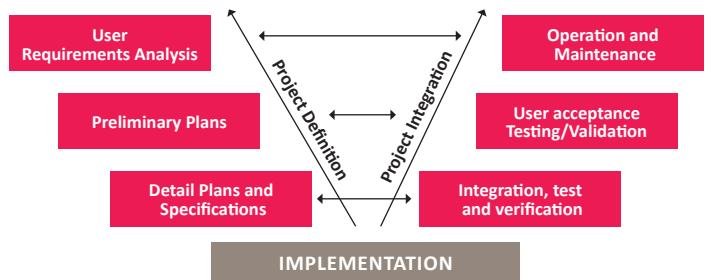 User
Requirements Analysis
Operation and
Maintenance
Project Definition
Project Integration
Preliminary Plans
User acceptance
Testing/Validation
Detail Plans and
Specifications
Integration, test
and verification
IMPLEMENTATION